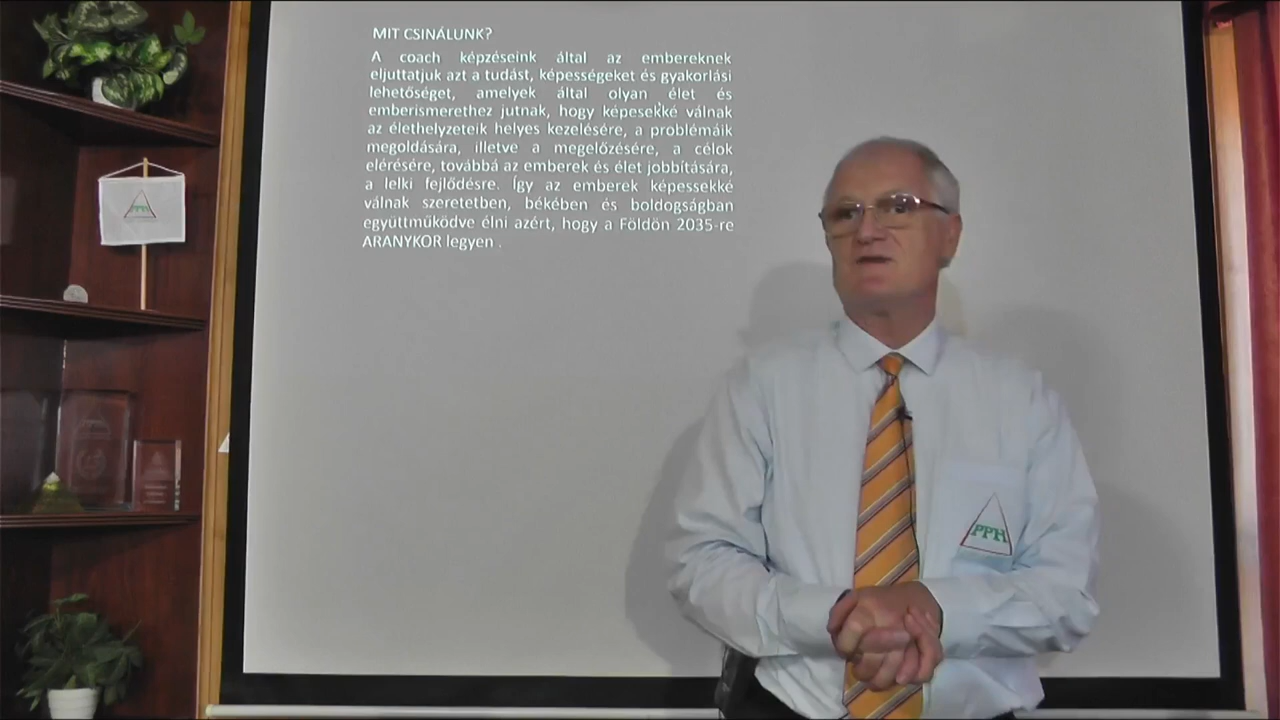 MIT CSINÁLUNK?
A coach képzéseink által az embereknek
eljuttatjuk azt a tudást, képességeket és gyakorlási
lehetőséget, amelyek által olyan élet és
emberismerethez jutnak, hogy képesekké válnak
az élethelyzeteik helyes kezelésére, a problémáik
megoldására, illetve a megelőzésére, a célok
elérésére, továbbá az emberek és élet jobbítására,
a lelki fejlődésre. Így az emberek képessekké
válnak szeretetben, békében és boldogságban
együttműködve élni azért, hogy a Földön 2035-re
ARANYKOR legyen .
PPH
PPH